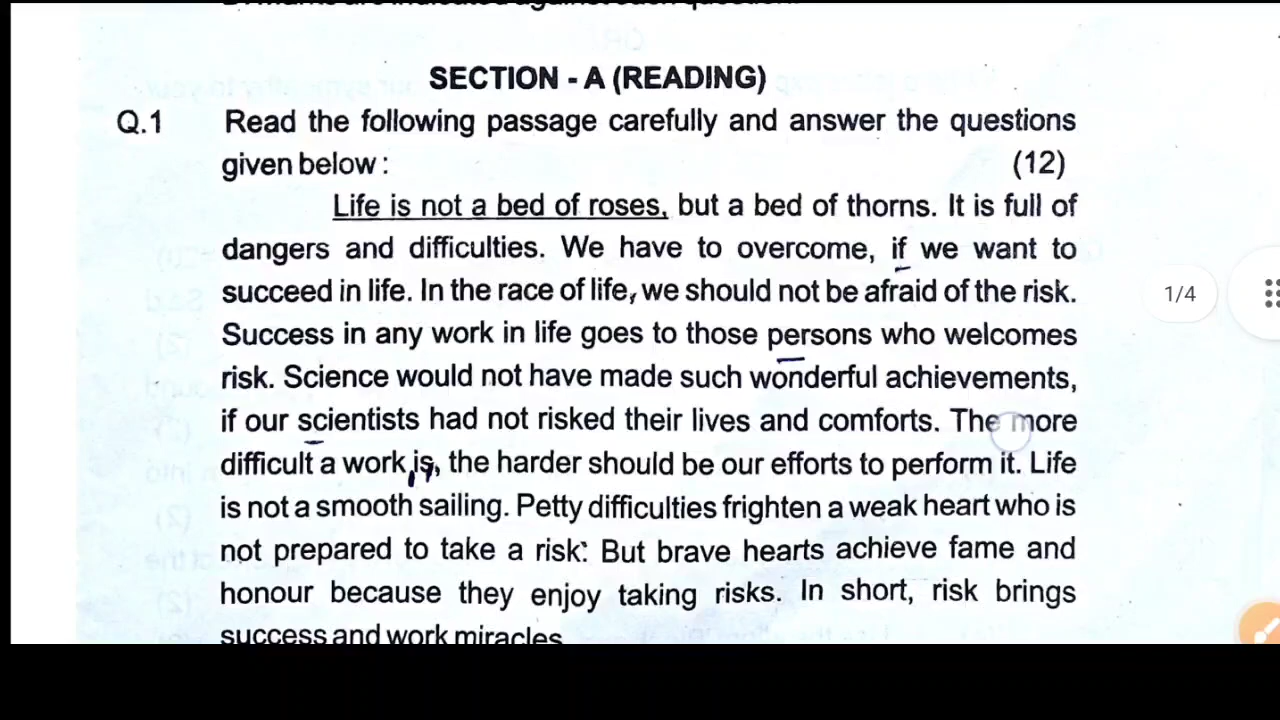 SECTION - A (READING)
Q.1 Read the following passage carefully and answer the questions
given below : (12)
Life is not a bed of roses, but a bed of thorns. It is full of
dangers and difficulties. We have to overcome, if we want to
succeed in life. In the race of life, we should not be afraid of the risk.
Success in any work in life goes to those persons who welcomes
risk. Science would not have made such wonderful achievements,
if our scientists had not risked their lives and comforts. The more
difficult a work is, the harder should be our efforts to perform it. Life
is not a smooth sailing. Petty difficulties frighten a weak heart who is
not prepared to take a risk. But brave hearts achieve fame and
honour because they enjoy taking risks. In short, risk brings
success and work miracles
1/4